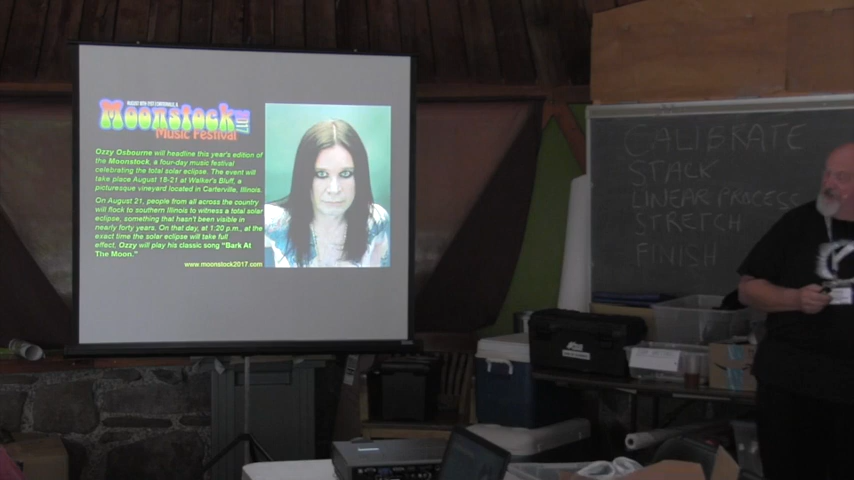 Moonstock 2017
Music Festival
Ozzy Osbourne will headline this year's edition of
the Moonstock, a four-day music festival
celebrating the total solar eclipse. The event will
take place August 18-21 at Walker's Bluff, a
picturesque vineyard located in Carterville, Illinois.
On August 21, people from all across the country
will flock to southern Illinois to witness a total solar
eclipse, something that hasn't been visible in
nearly forty years. On that day, at 1:20 p.m., at the
exact time the solar eclipse will take full
effect, Ozzy will play his classic song "Bark At
The Moon."
www.moonstock2017.com
CALIBRATE
STACK
LINEAR PROCESS
STRETCH
FINISH